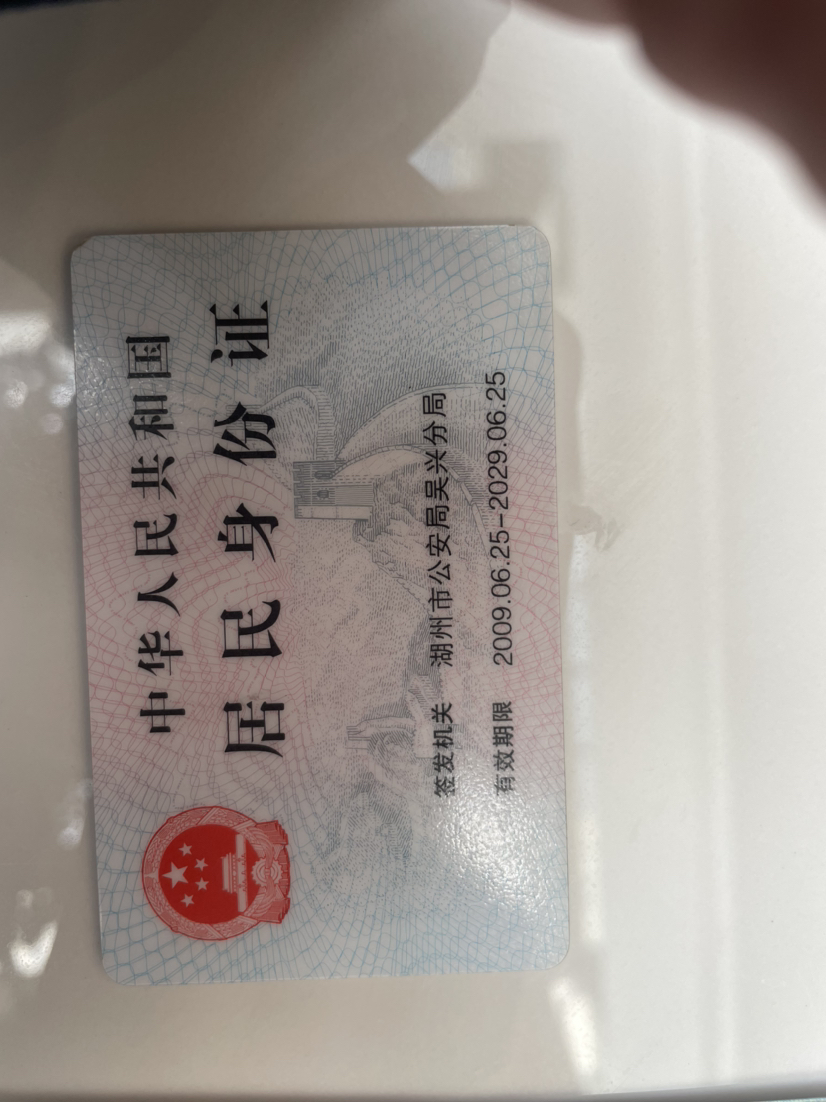 中华人民共和国
居民身份证
签发机关 湖州市公安局吴兴分局
有效期限 2009.06.25-2029.06.25